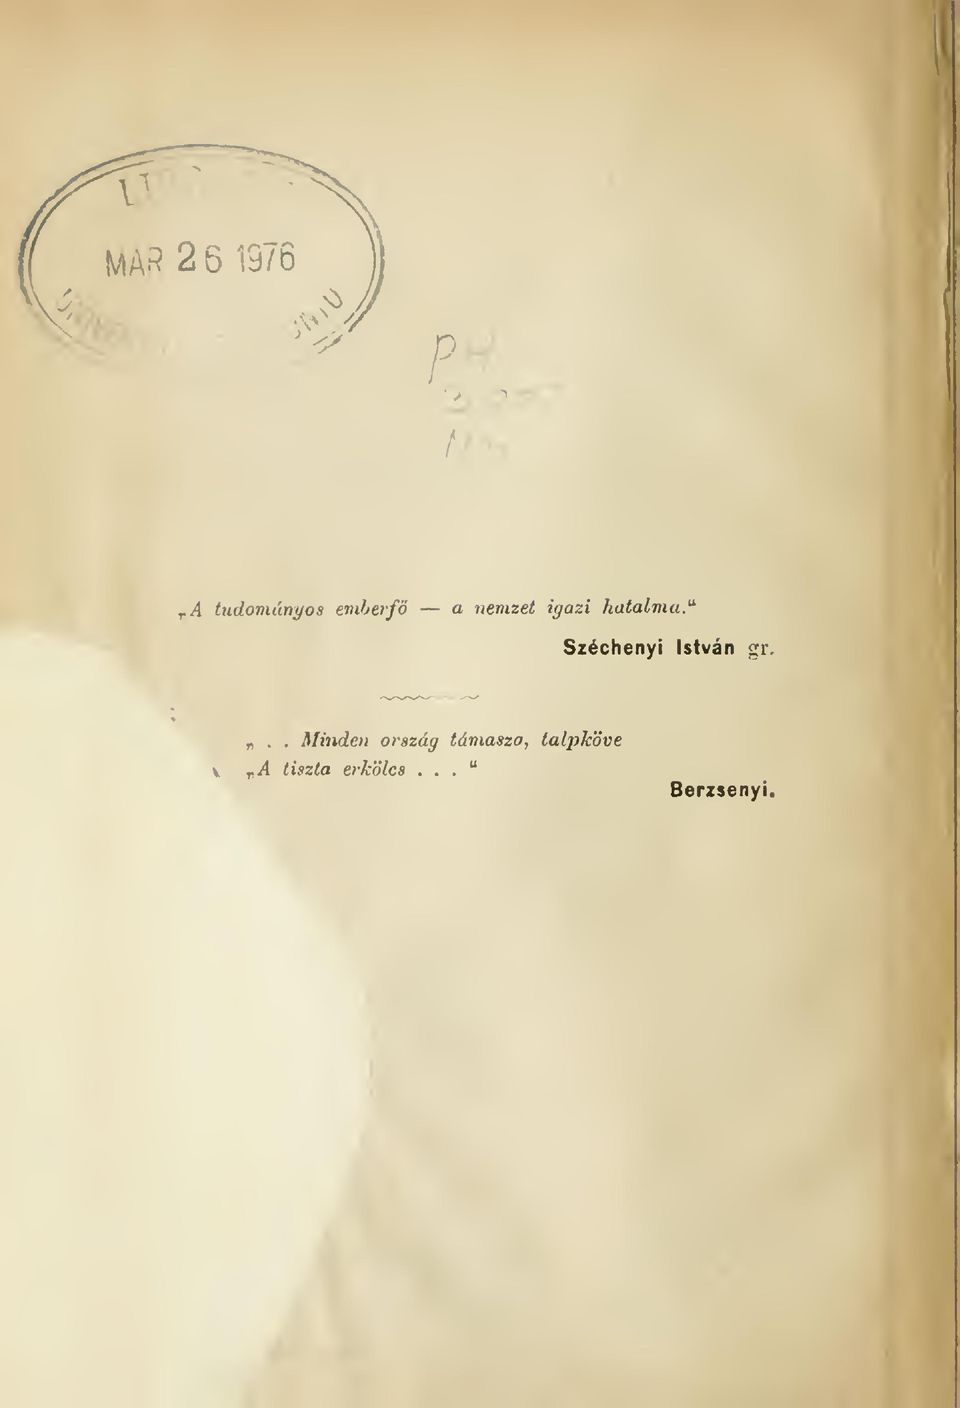 MAR 26 1976
„A tudományos emberfő — a nemzet igazi hatalma.“
Széchenyi István gr.
„ . . Minden ország támasza, talpköve
„A tiszta erkölcs . . . “
Berzsenyi.